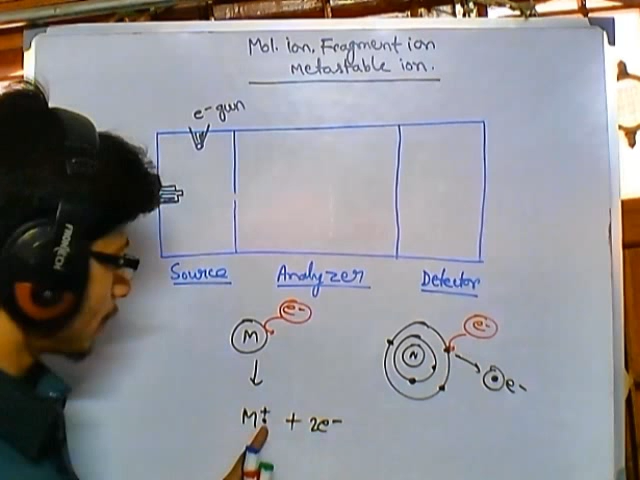 Mol. ion, Fragment ion
Metastable ion.
e- gun
Source Analyzer Detector
e-
M
M+ + 2e-
e-
N
e-